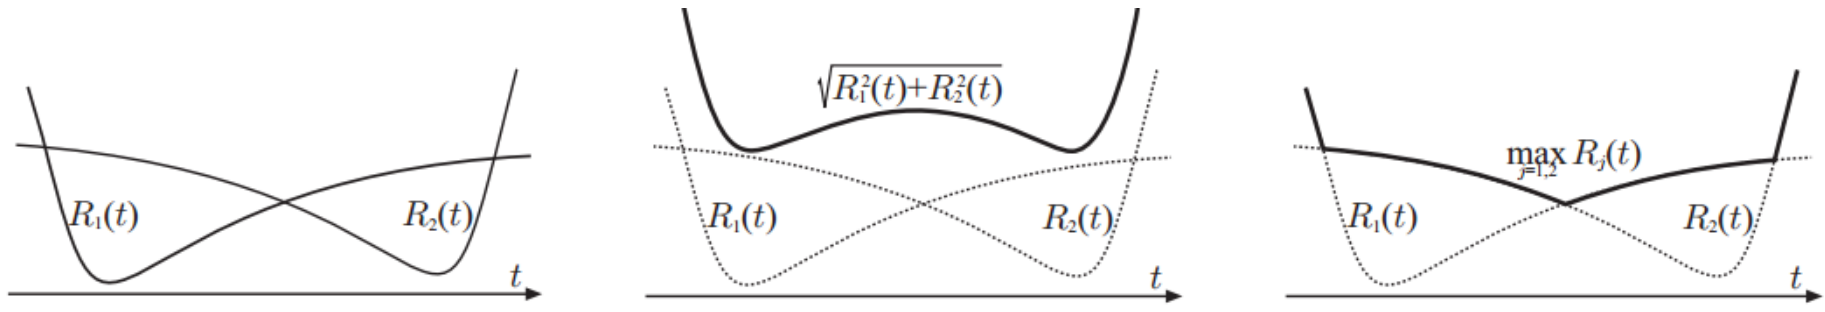 R₁(t)
R₂(t)
t
√R₁²(t)+R₂²(t)
R₁(t)
R₂(t)
t
max Rⱼ(t)
j=1,2
R₁(t)
R₂(t)
t